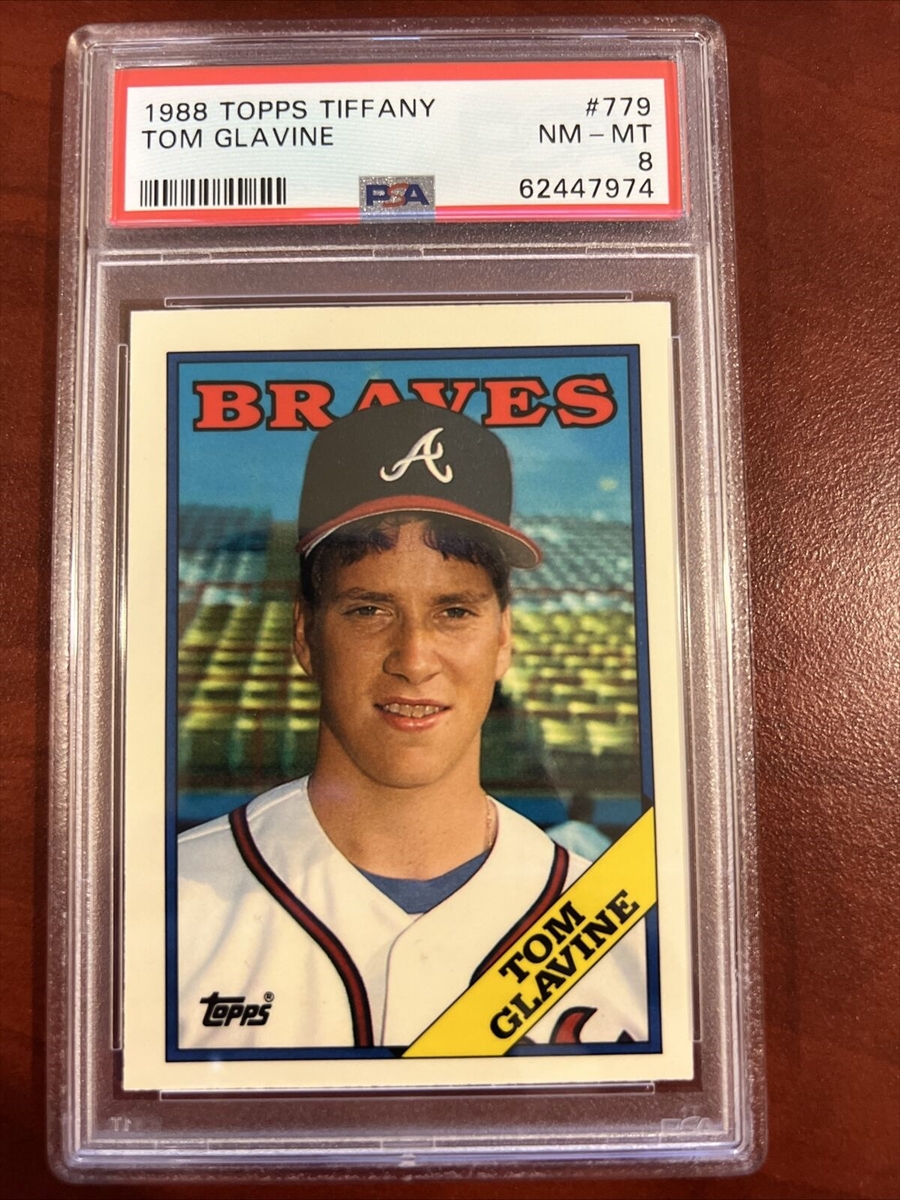 1988 TOPPS TIFFANY #779
TOM GLAVINE NM - MT
8
PSA 62447974
BRAVES
A
TOM
GLAVINE
topps®